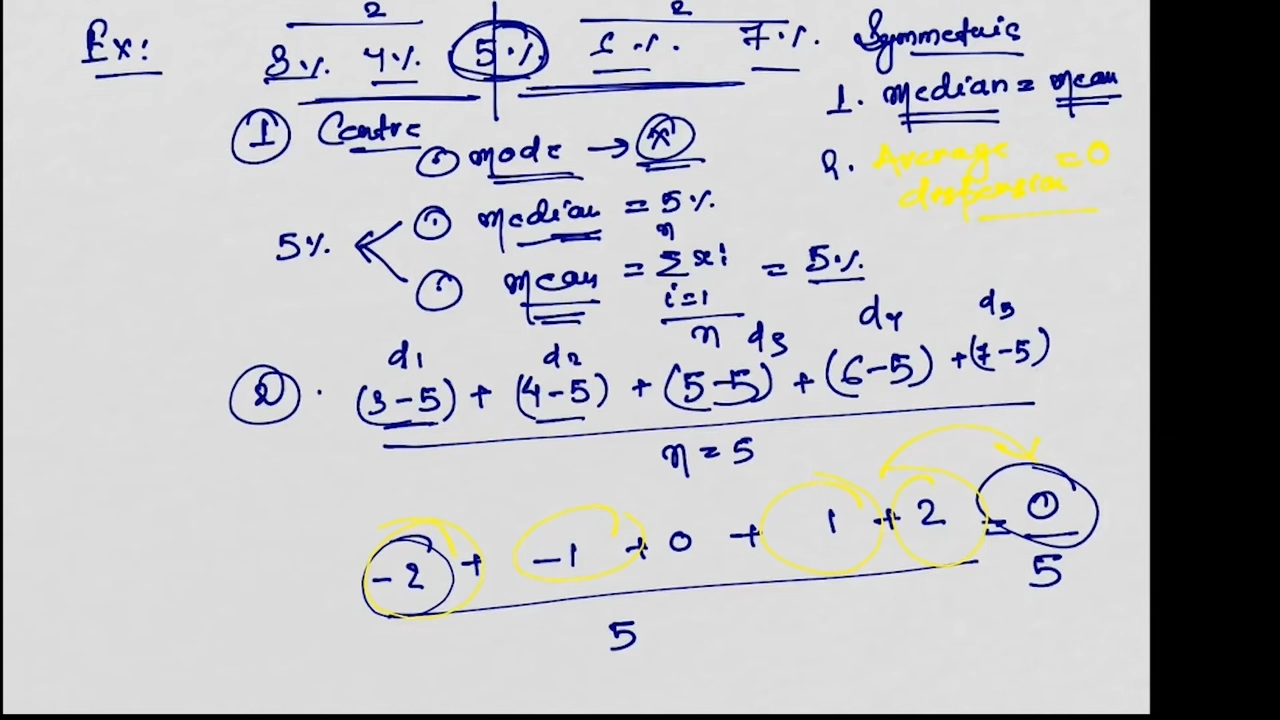 2 2
Ex: 3% 4% 5% 6% 7% Symmetric
1. median = mean
① Centre
① mode → x
2. Average dispersion = 0
5% ① median = 5%
① mean = n Σ xi i=1 / n = 5%
d1 d2 d3 d4 d5
② . (3-5) + (4-5) + (5-5) + (6-5) + (7-5)
n = 5
-2 + -1 + 0 + 1 + 2 = 0
5 5